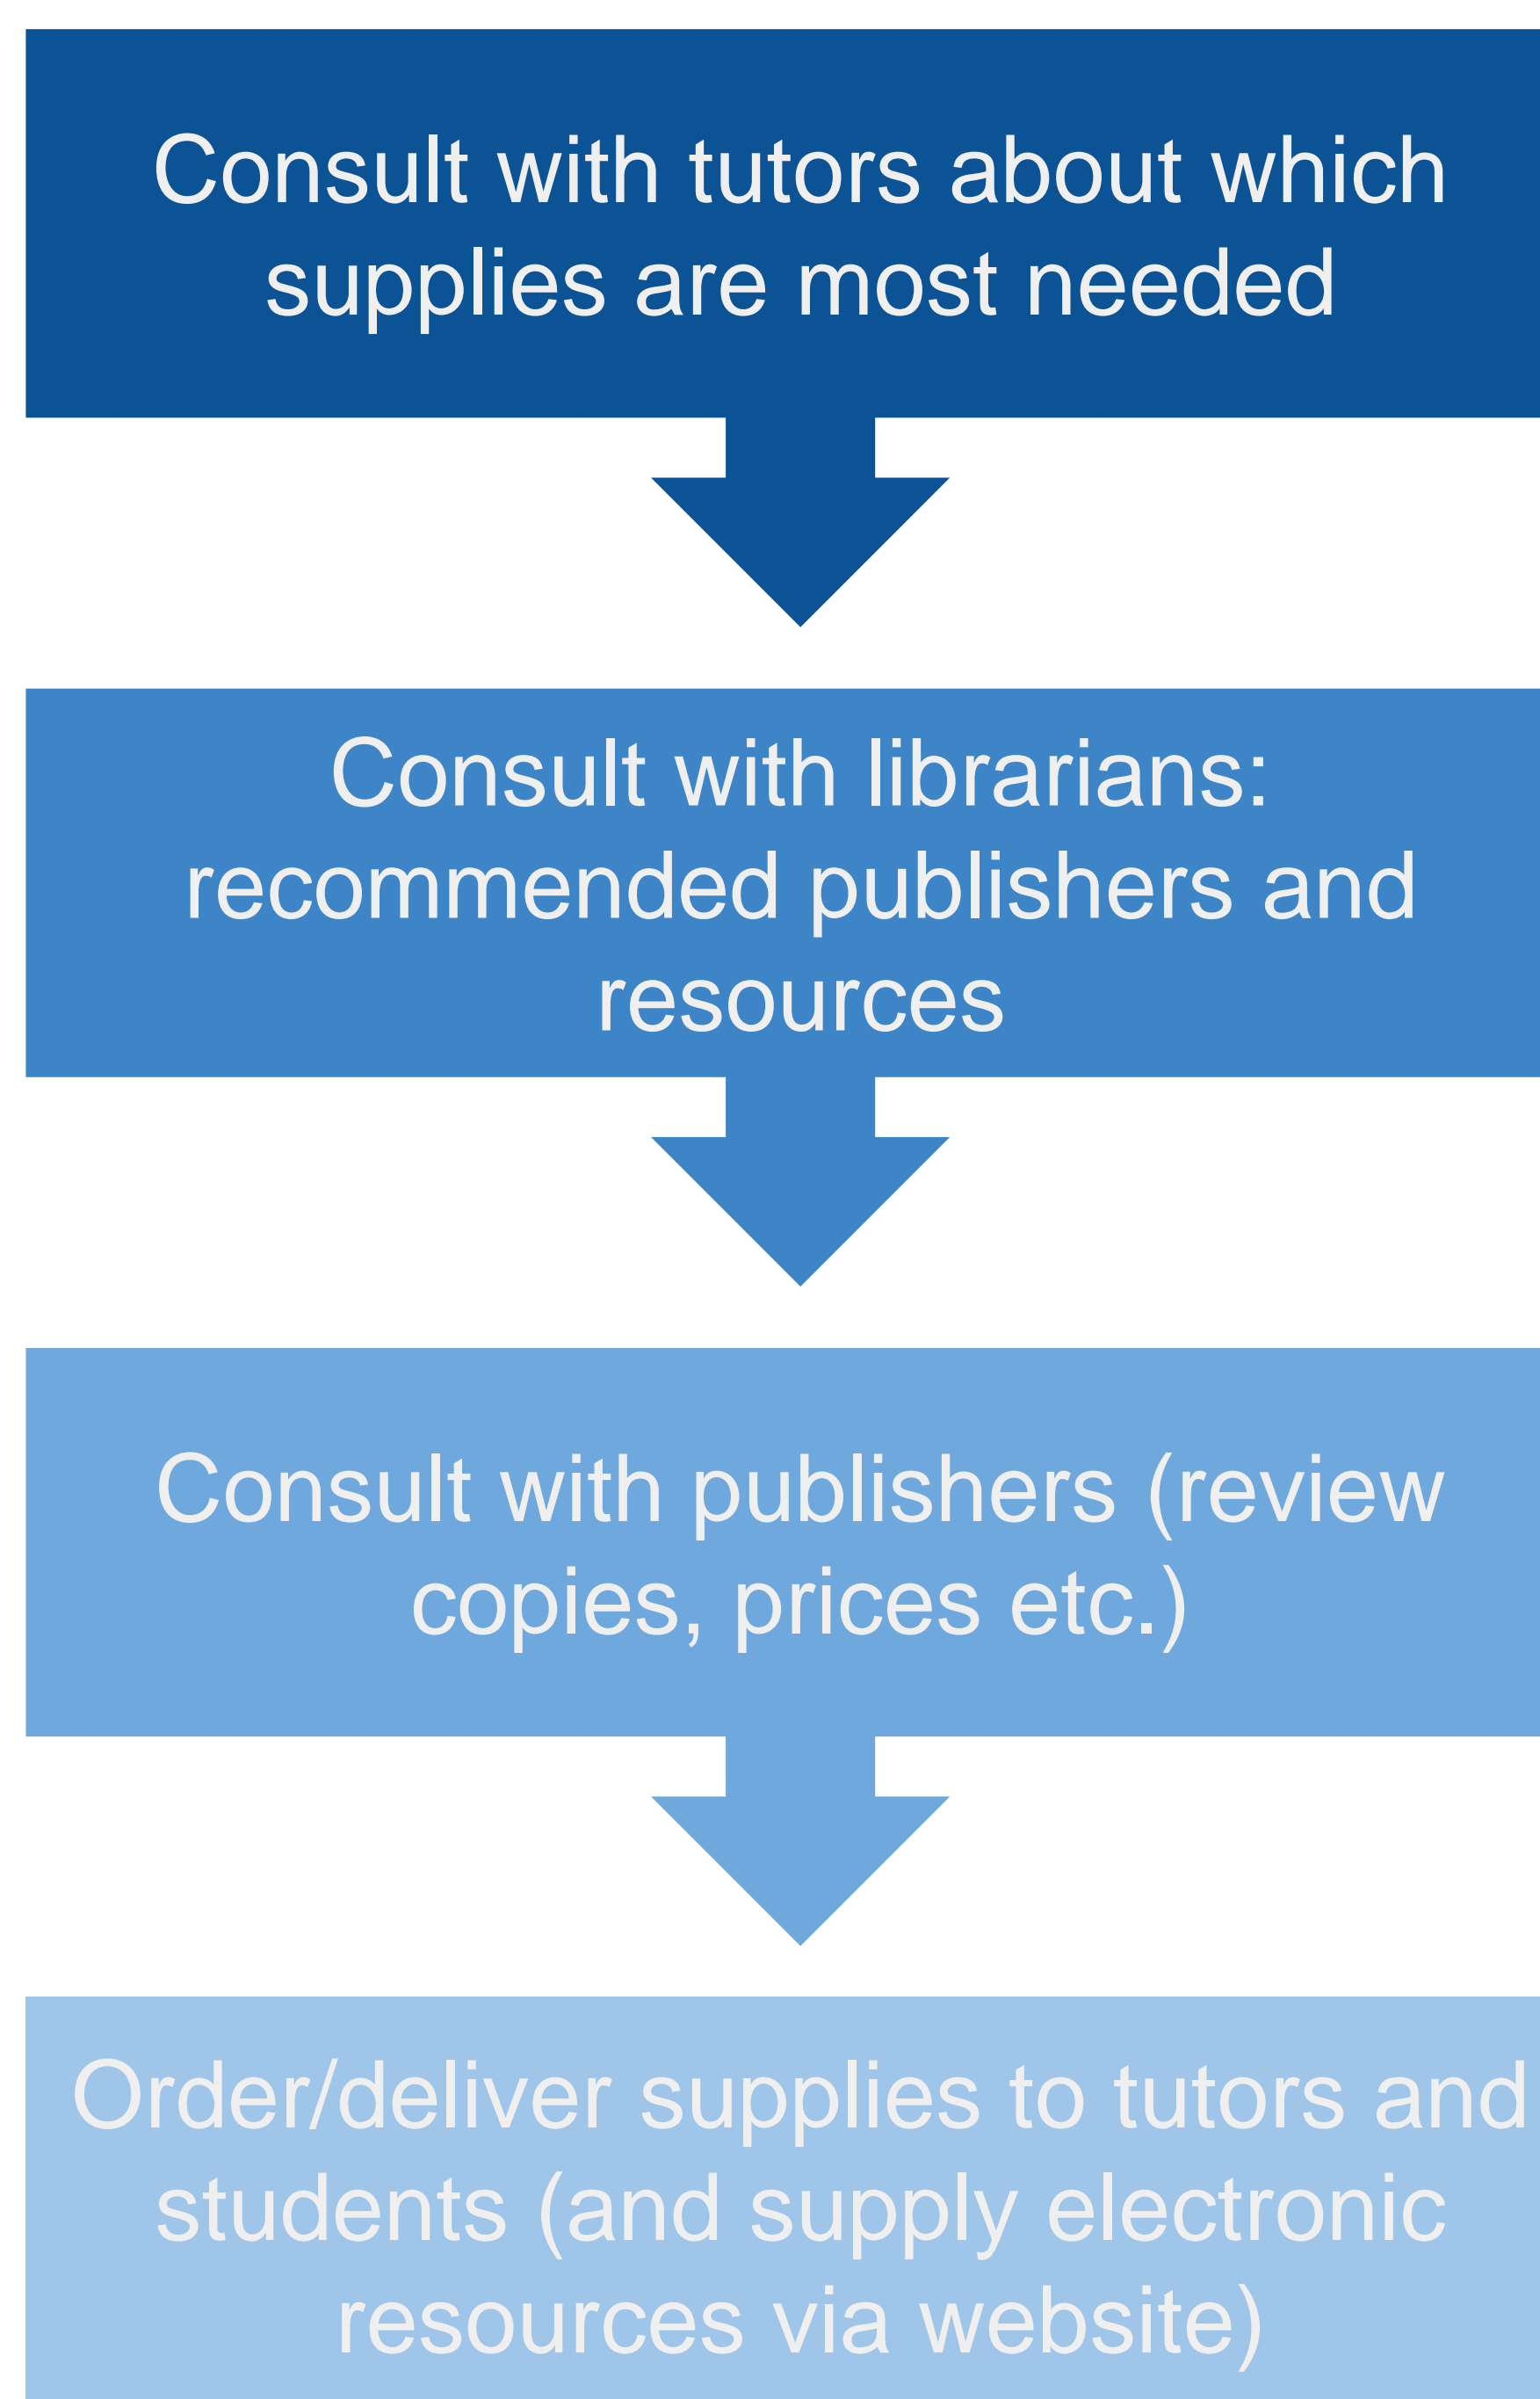 Consult with tutors about which
supplies are most needed
Consult with librarians:
recommended publishers and
resources
Consult with publishers (review
copies, prices etc.)
Order/deliver supplies to tutors and
students (and supply electronic
resources via website)